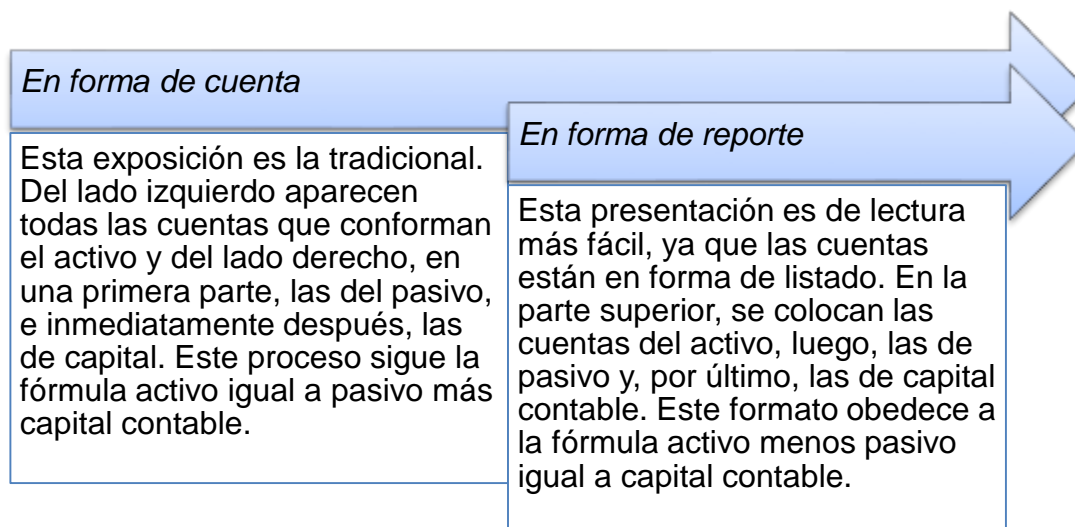 En forma de cuenta
Esta exposición es la tradicional.
Del lado izquierdo aparecen
todas las cuentas que conforman
el activo y del lado derecho, en
una primera parte, las del pasivo,
e inmediatamente después, las
de capital. Este proceso sigue la
fórmula activo igual a pasivo más
capital contable.
En forma de reporte
Esta presentación es de lectura
más fácil, ya que las cuentas
están en forma de listado. En la
parte superior, se colocan las
cuentas del activo, luego, las de
pasivo y, por último, las de capital
contable. Este formato obedece a
la fórmula activo menos pasivo
igual a capital contable.